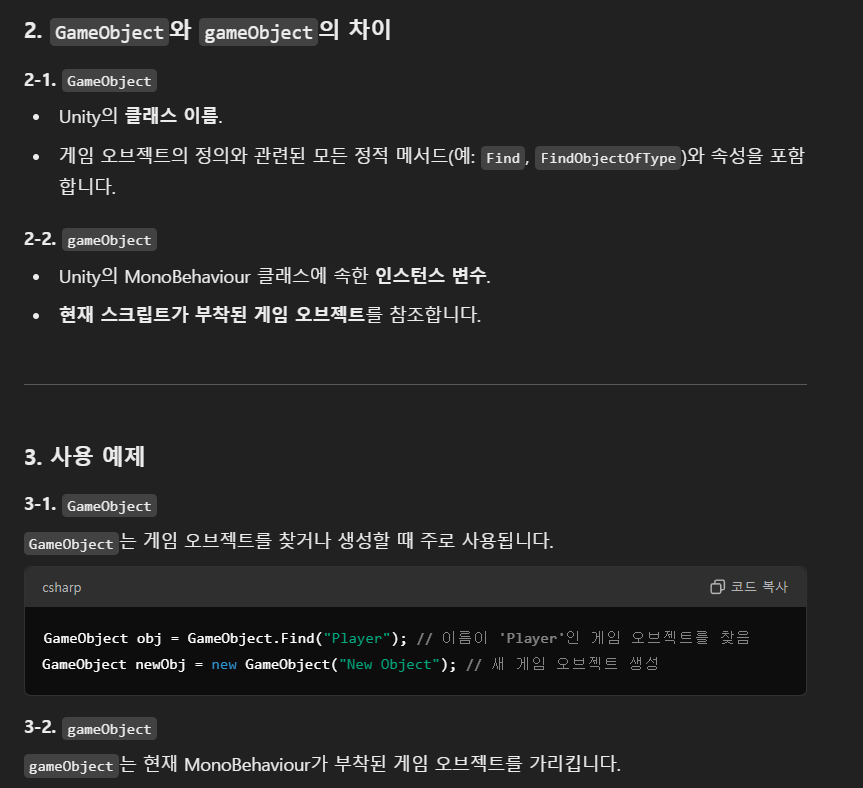 2. GameObject와 gameObject의 차이
2-1. GameObject
• Unity의 클래스 이름.
• 게임 오브젝트의 정의와 관련된 모든 정적 메서드(예: Find, FindObjectOfType)와 속성을 포함
합니다.
2-2. gameObject
• Unity의 MonoBehaviour 클래스에 속한 인스턴스 변수.
• 현재 스크립트가 부착된 게임 오브젝트를 참조합니다.
3. 사용 예제
3-1. GameObject
GameObject는 게임 오브젝트를 찾거나 생성할 때 주로 사용됩니다.
csharp 코드 복사
GameObject obj = GameObject.Find("Player"); // 이름이 'Player'인 게임 오브젝트를 찾음
GameObject newObj = new GameObject("New Object"); // 새 게임 오브젝트 생성
3-2. gameObject
gameObject는 현재 MonoBehaviour가 부착된 게임 오브젝트를 가리킵니다.